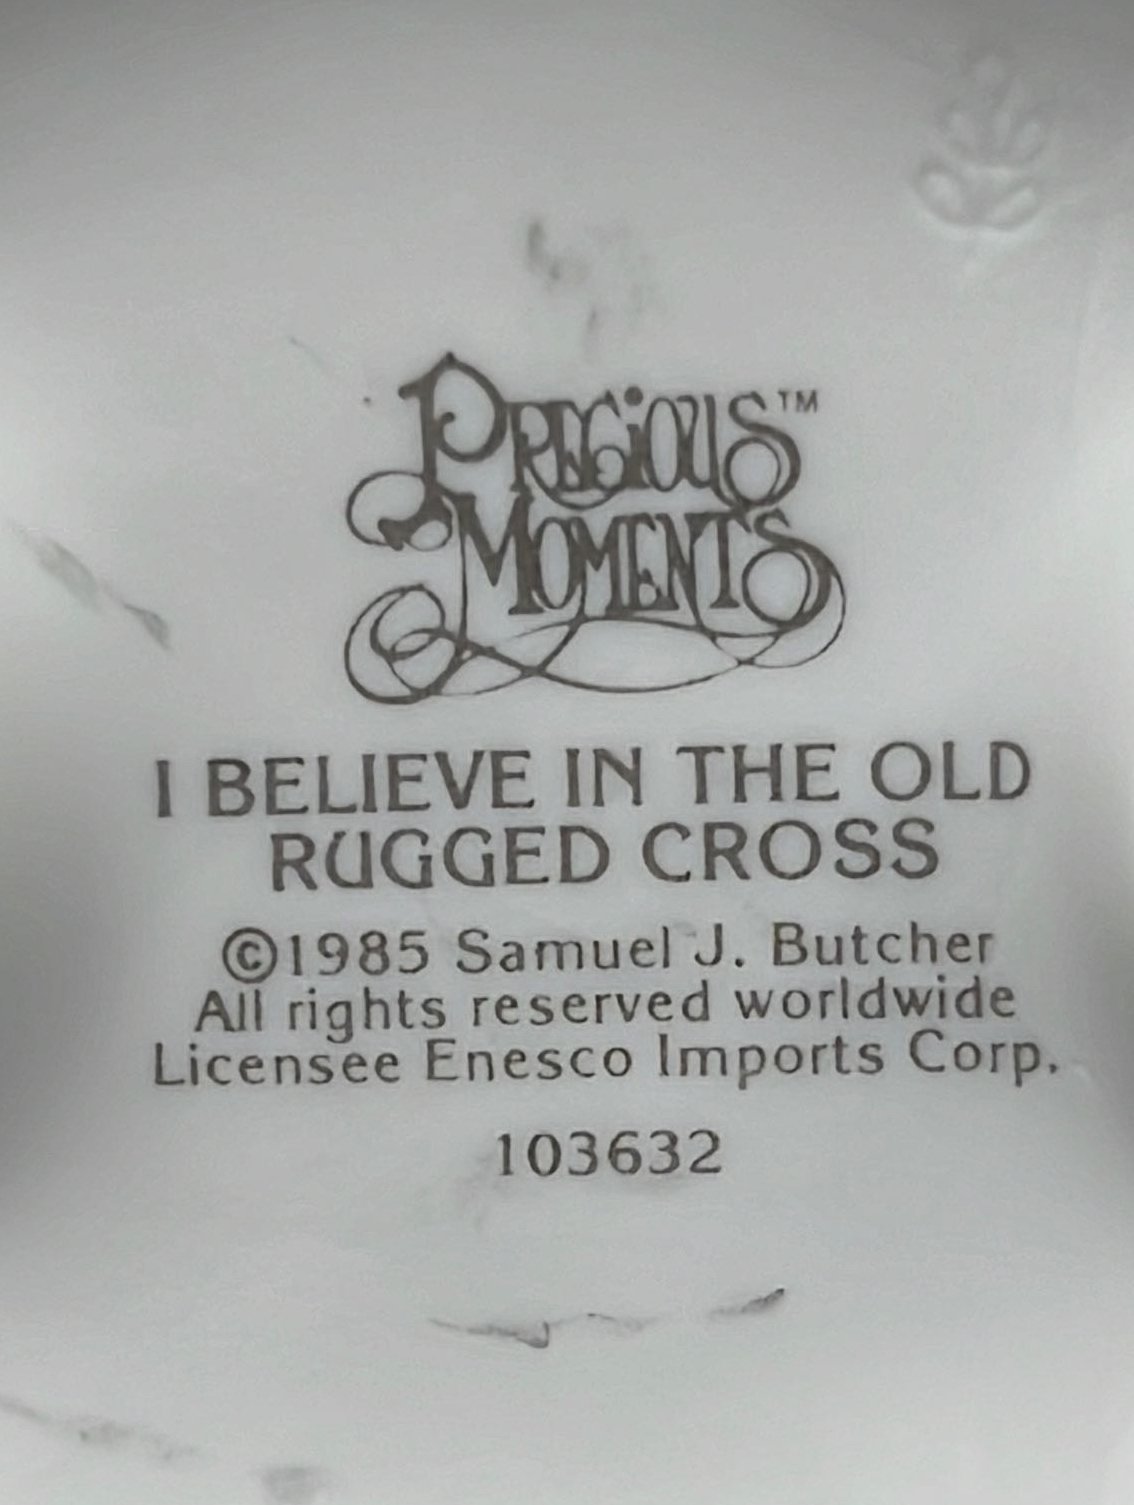 PRECIOUS™
MOMENTS
I BELIEVE IN THE OLD
RUGGED CROSS
©1985 Samuel J. Butcher
All rights reserved worldwide
Licensee Enesco Imports Corp.
103632